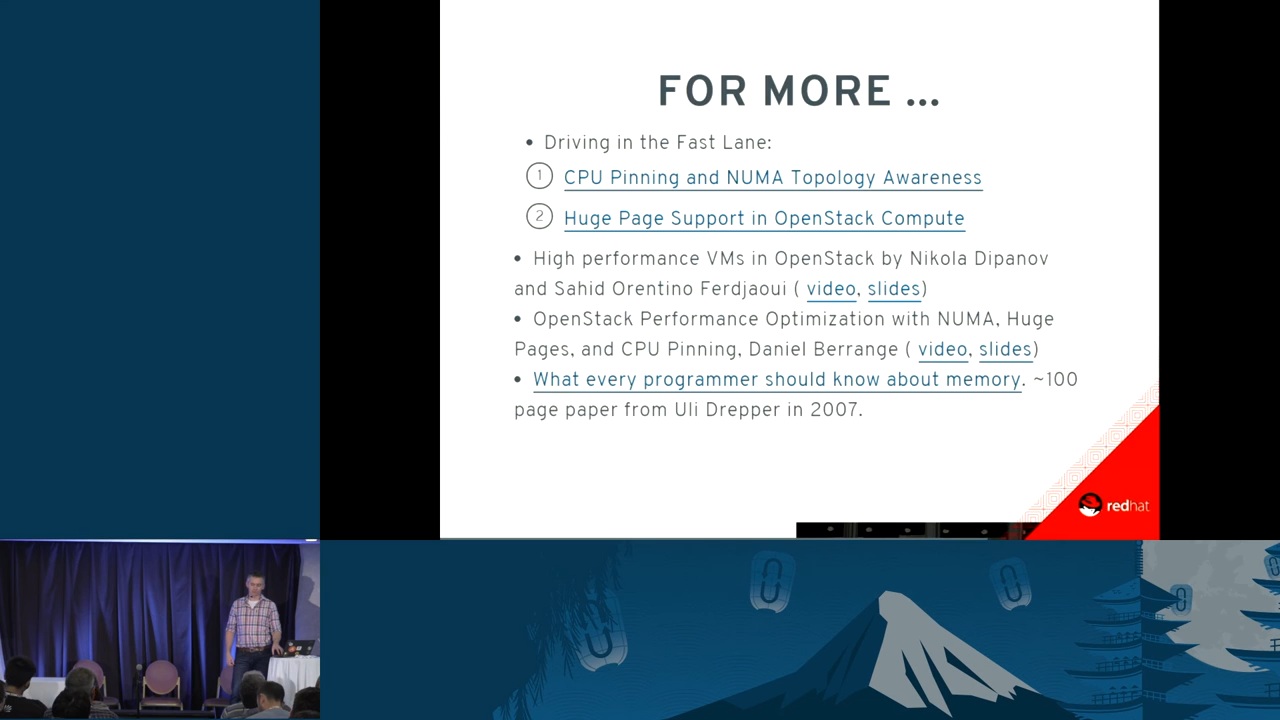 FOR MORE ...
• Driving in the Fast Lane:
1 CPU Pinning and NUMA Topology Awareness
2 Huge Page Support in OpenStack Compute
• High performance VMs in OpenStack by Nikola Dipanov
and Sahid Orentino Ferdjaoui ( video, slides)
• OpenStack Performance Optimization with NUMA, Huge
Pages, and CPU Pinning, Daniel Berrange ( video, slides)
• What every programmer should know about memory. ~100
page paper from Uli Drepper in 2007.
redhat